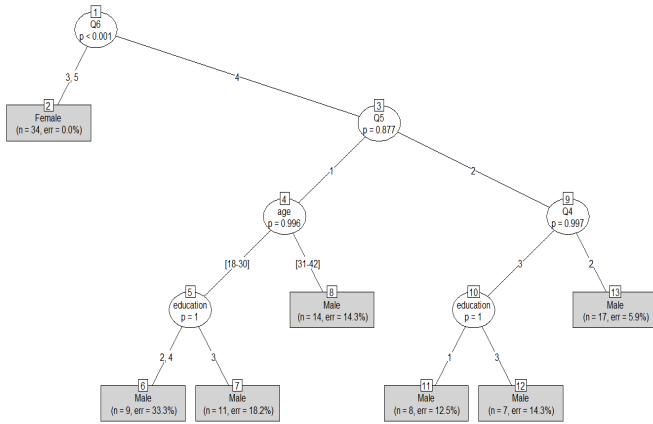 1
Q6
p < 0.001
3, 5
4
2
Female
(n = 34, err = 0.0%)
3
Q5
p = 0.877
1
2
4
age
p = 0.996
9
Q4
p = 0.997
[18-30]
[31-42]
3
2
5
education
p = 1
8
Male
(n = 14, err = 14.3%)
10
education
p = 1
13
Male
(n = 17, err = 5.9%)
2, 4
3
1
3
6
Male
(n = 9, err = 33.3%)
7
Male
(n = 11, err = 18.2%)
11
Male
(n = 8, err = 12.5%)
12
Male
(n = 7, err = 14.3%)